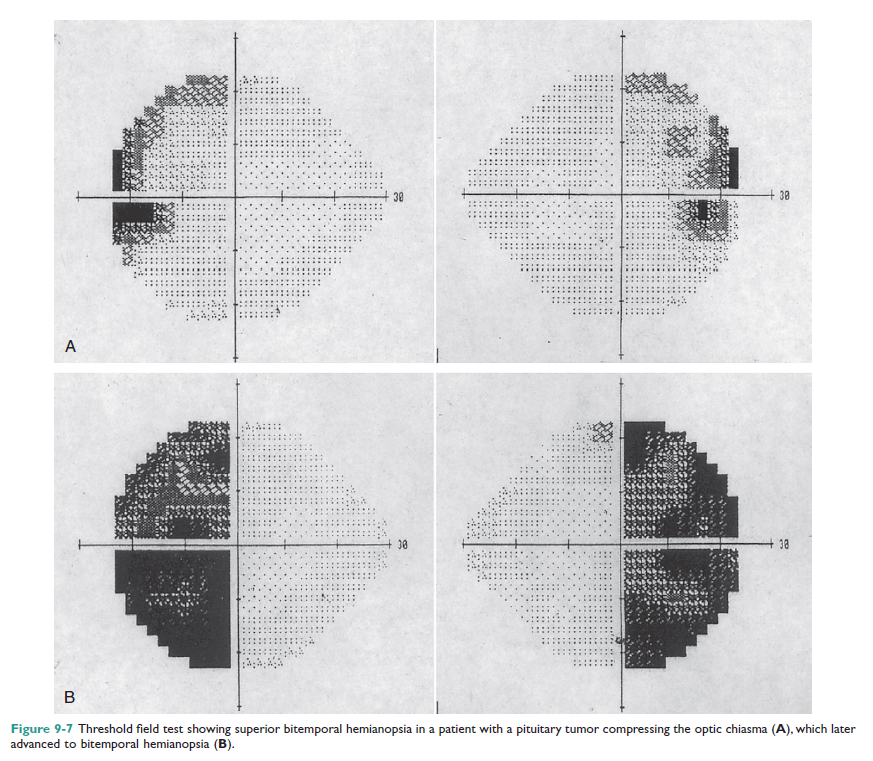 30
30
A
30
30
B
Figure 9-7 Threshold field test showing superior bitemporal hemianopsia in a patient with a pituitary tumor compressing the optic chiasma (A), which later
advanced to bitemporal hemianopsia (B).